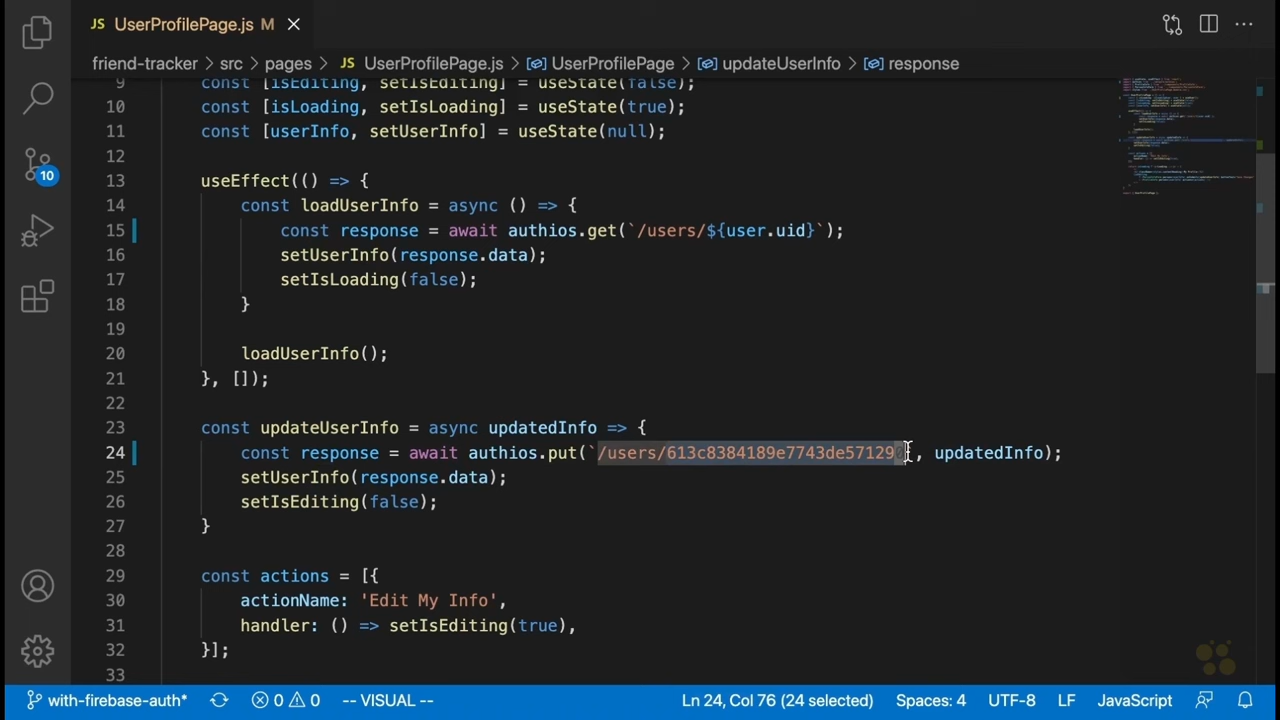 JS UserProfilePage.js M
friend-tracker > src > pages > JS UserProfilePage.js > UserProfilePage > updateUserInfo > response
9 const [isEditing, setIsEditing] = useState(false);
10 const [isLoading, setIsLoading] = useState(true);
11 const [userInfo, setUserInfo] = useState(null);
12
13 useEffect(() => {
14 const loadUserInfo = async () => {
15 const response = await authios.get(`/users/${user.uid}`);
16 setUserInfo(response.data);
17 setIsLoading(false);
18 }
19
20 loadUserInfo();
21 }, []);
22
23 const updateUserInfo = async updatedInfo => {
24 const response = await authios.put(`/users/613c8384189e7743de571290`, updatedInfo);
25 setUserInfo(response.data);
26 setIsEditing(false);
27 }
28
29 const actions = [{
30 actionName: 'Edit My Info',
31 handler: () => setIsEditing(true),
32 }];
33
10
with-firebase-auth* 0 0 -- VISUAL -- Ln 24, Col 76 (24 selected) Spaces: 4 UTF-8 LF JavaScript